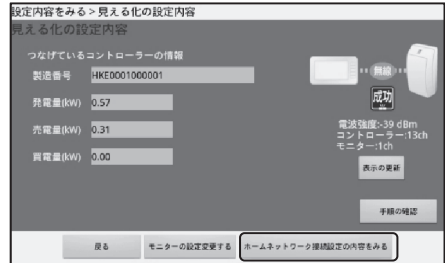 設定内容をみる＞見える化の設定内容
見える化の設定内容
つなげているコントローラーの情報
製造番号 HKE0001000001
発電量(kW) 0.57
売電量(kW) 0.31
買電量(kW) 0.00
無線
成功
電波強度:-39 dBm
コントローラー:13ch
モニター:1ch
表示の更新
手順の確認
戻る モニターの設定変更する ホームネットワーク接続設定の内容をみる